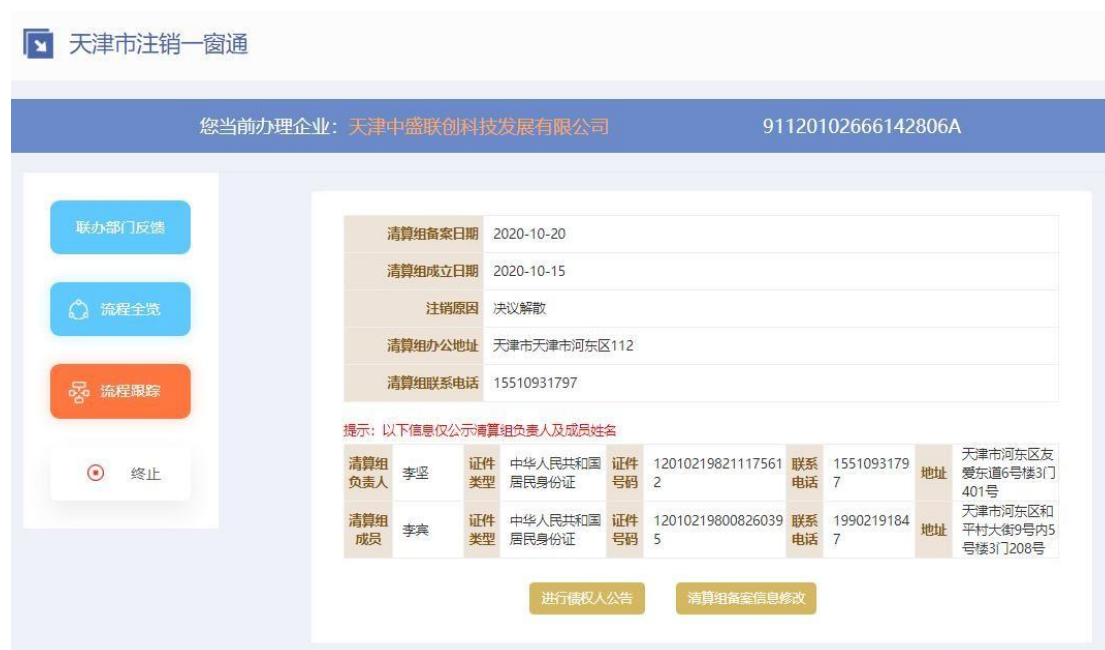 天津市注销一窗通
您当前办理企业：天津中盛联创科技发展有限公司 91120102666142806A
联办部门反馈
流程全览
流程跟踪
终止
清算组备案日期 2020-10-20
清算组成立日期 2020-10-15
注销原因 决议解散
清算组办公地址 天津市天津市河东区112
清算组联系电话 15510931797
提示：以下信息仅公示清算组负责人及成员姓名
清算组
负责人
李坚
证件
类型
中华人民共和国
居民身份证
证件
号码
12010219821117561
2
联系
电话
1551093179
7
地址
天津市河东区友
爱东道6号楼3门
401号
清算组
成员
李宾
证件
类型
中华人民共和国
居民身份证
证件
号码
12010219800826039
5
联系
电话
1990219184
7
地址
天津市河东区和
平村大街9号内5
号楼3门208号
进行债权人公告
清算组备案信息修改